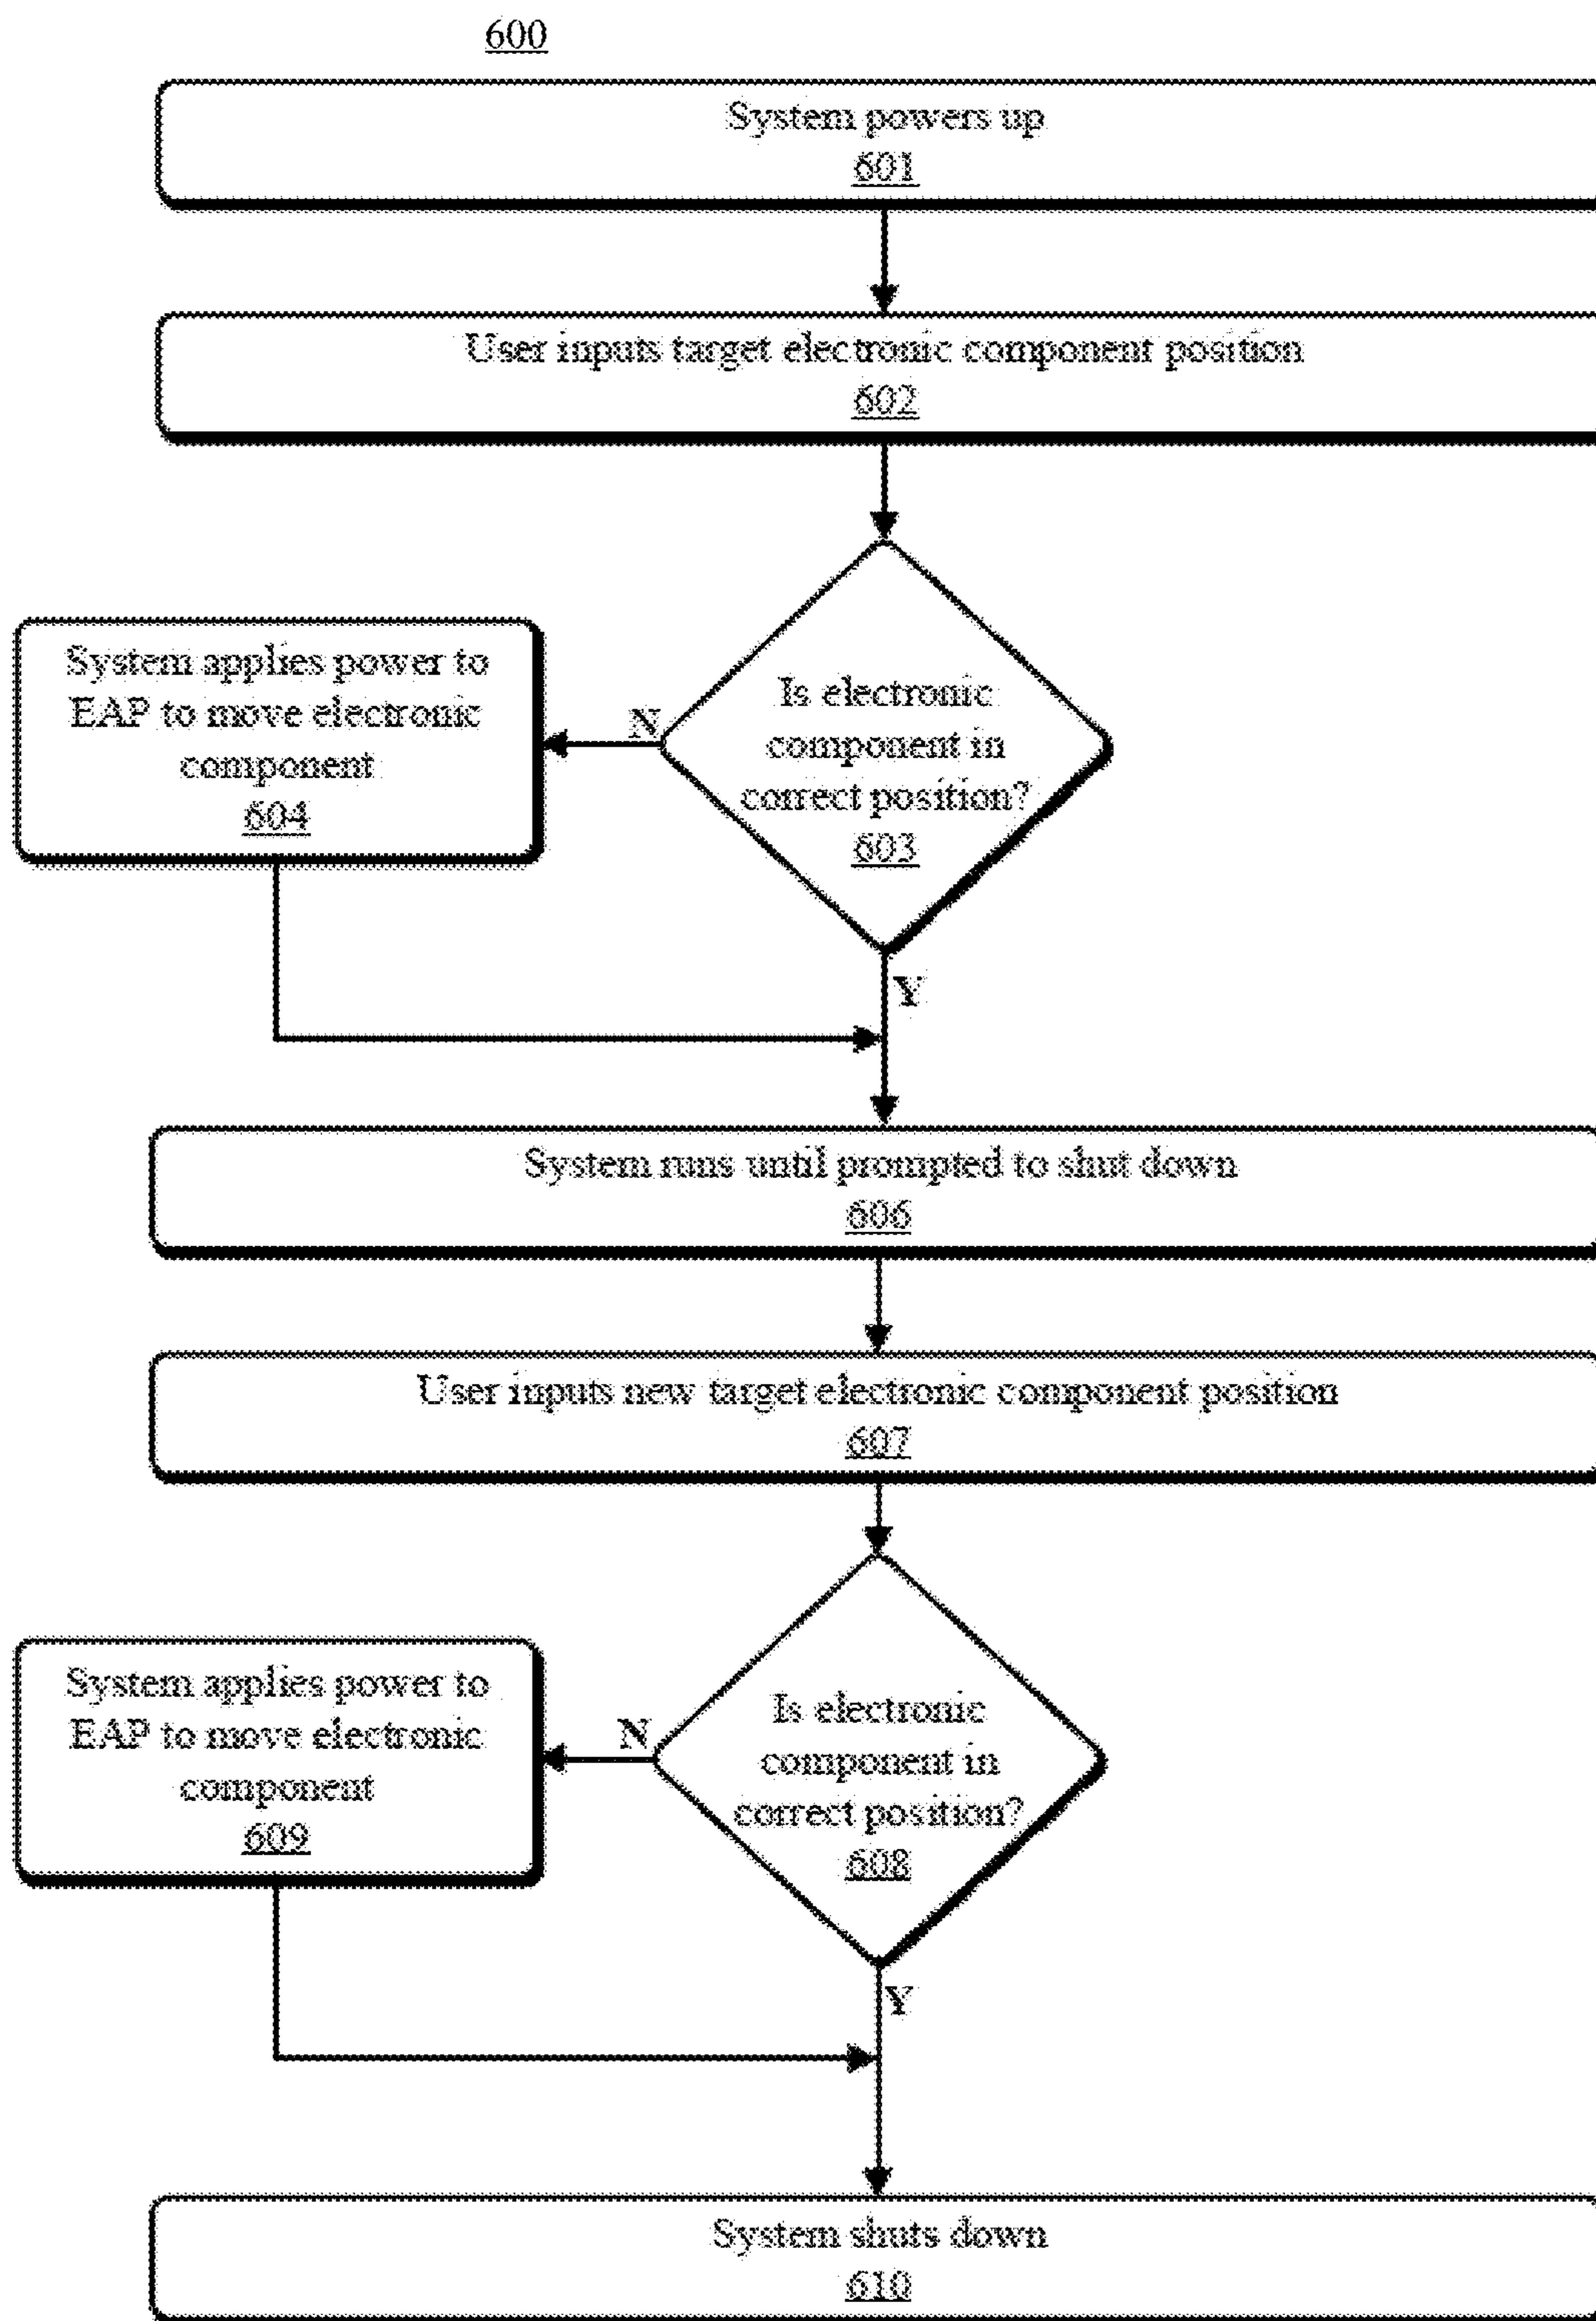 600
System powers up
601
User inputs target electronic component position
602
System applies power to
EAP to move electronic
component
604
N
Is electronic
component in
correct position?
603
Y
System runs until prompted to shut down
606
User inputs new target electronic component position
607
System applies power to
EAP to move electronic
component
609
N
Is electronic
component in
correct position?
608
Y
System shuts down
610